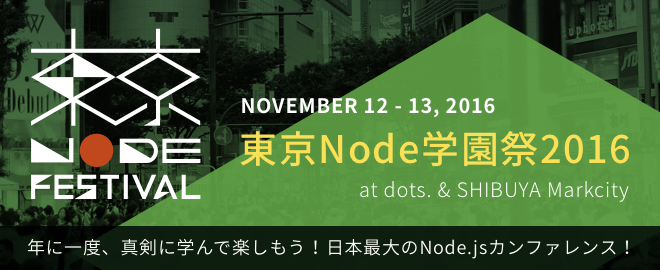 東京
NODE
FESTIVAL
NOVEMBER 12 - 13, 2016
東京Node学園祭2016
at dots. & SHIBUYA Markcity
年に一度、真剣に学んで楽しもう！日本最大のNode.jsカンファレンス！
Debut